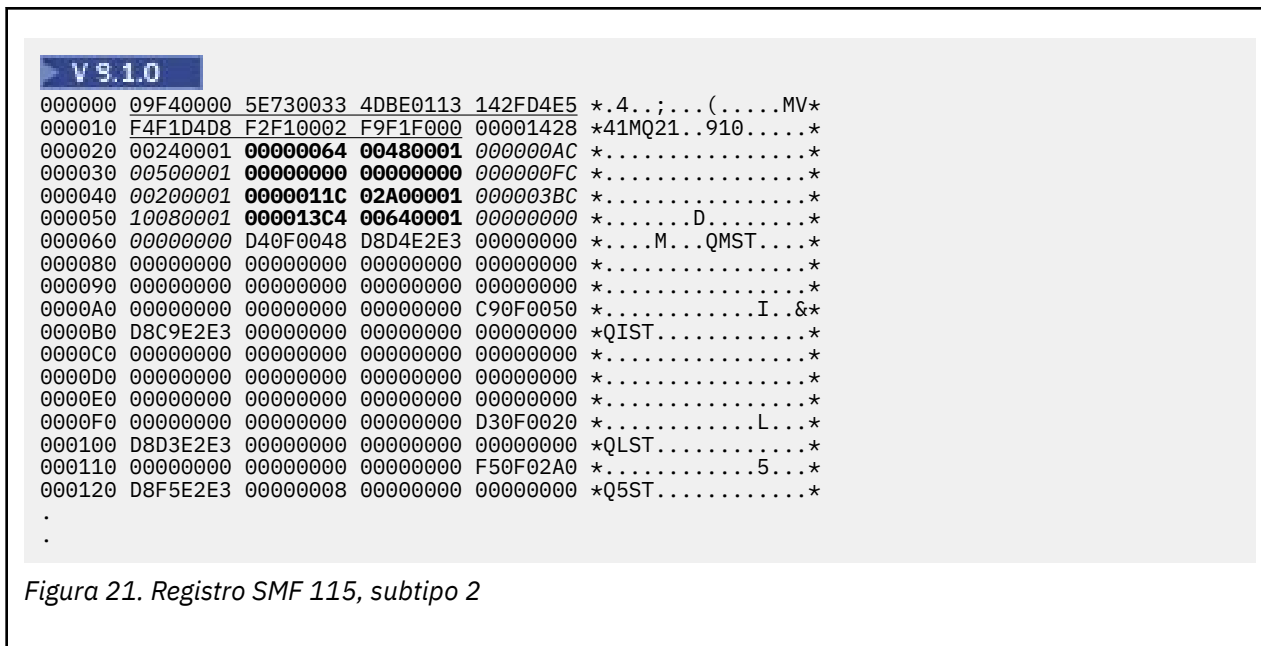 V 9.1.0
000000 09F40000 5E730033 4DBE0113 142FD4E5 *.4..;...(.....MV*
000010 F4F1D4D8 F2F10002 F9F1F000 00001428 *41MQ21..910.....*
000020 00240001 00000064 00480001 000000AC *................*
000030 00500001 00000000 00000000 000000FC *................*
000040 00200001 0000011C 02A00001 000003BC *................*
000050 10080001 000013C4 00640001 00000000 *.......D........*
000060 00000000 D40F0048 D8D4E2E3 00000000 *....M...QMST....*
000080 00000000 00000000 00000000 00000000 *................*
000090 00000000 00000000 00000000 00000000 *................*
0000A0 00000000 00000000 00000000 C90F0050 *............I..&*
0000B0 D8C9E2E3 00000000 00000000 00000000 *QIST............*
0000C0 00000000 00000000 00000000 00000000 *................*
0000D0 00000000 00000000 00000000 00000000 *................*
0000E0 00000000 00000000 00000000 00000000 *................*
0000F0 00000000 00000000 00000000 D30F0020 *............L...*
000100 D8D3E2E3 00000000 00000000 00000000 *QLST............*
000110 00000000 00000000 00000000 F50F02A0 *............5...*
000120 D8F5E2E3 00000008 00000000 00000000 *Q5ST............*
.
.
Figura 21. Registro SMF 115, subtipo 2